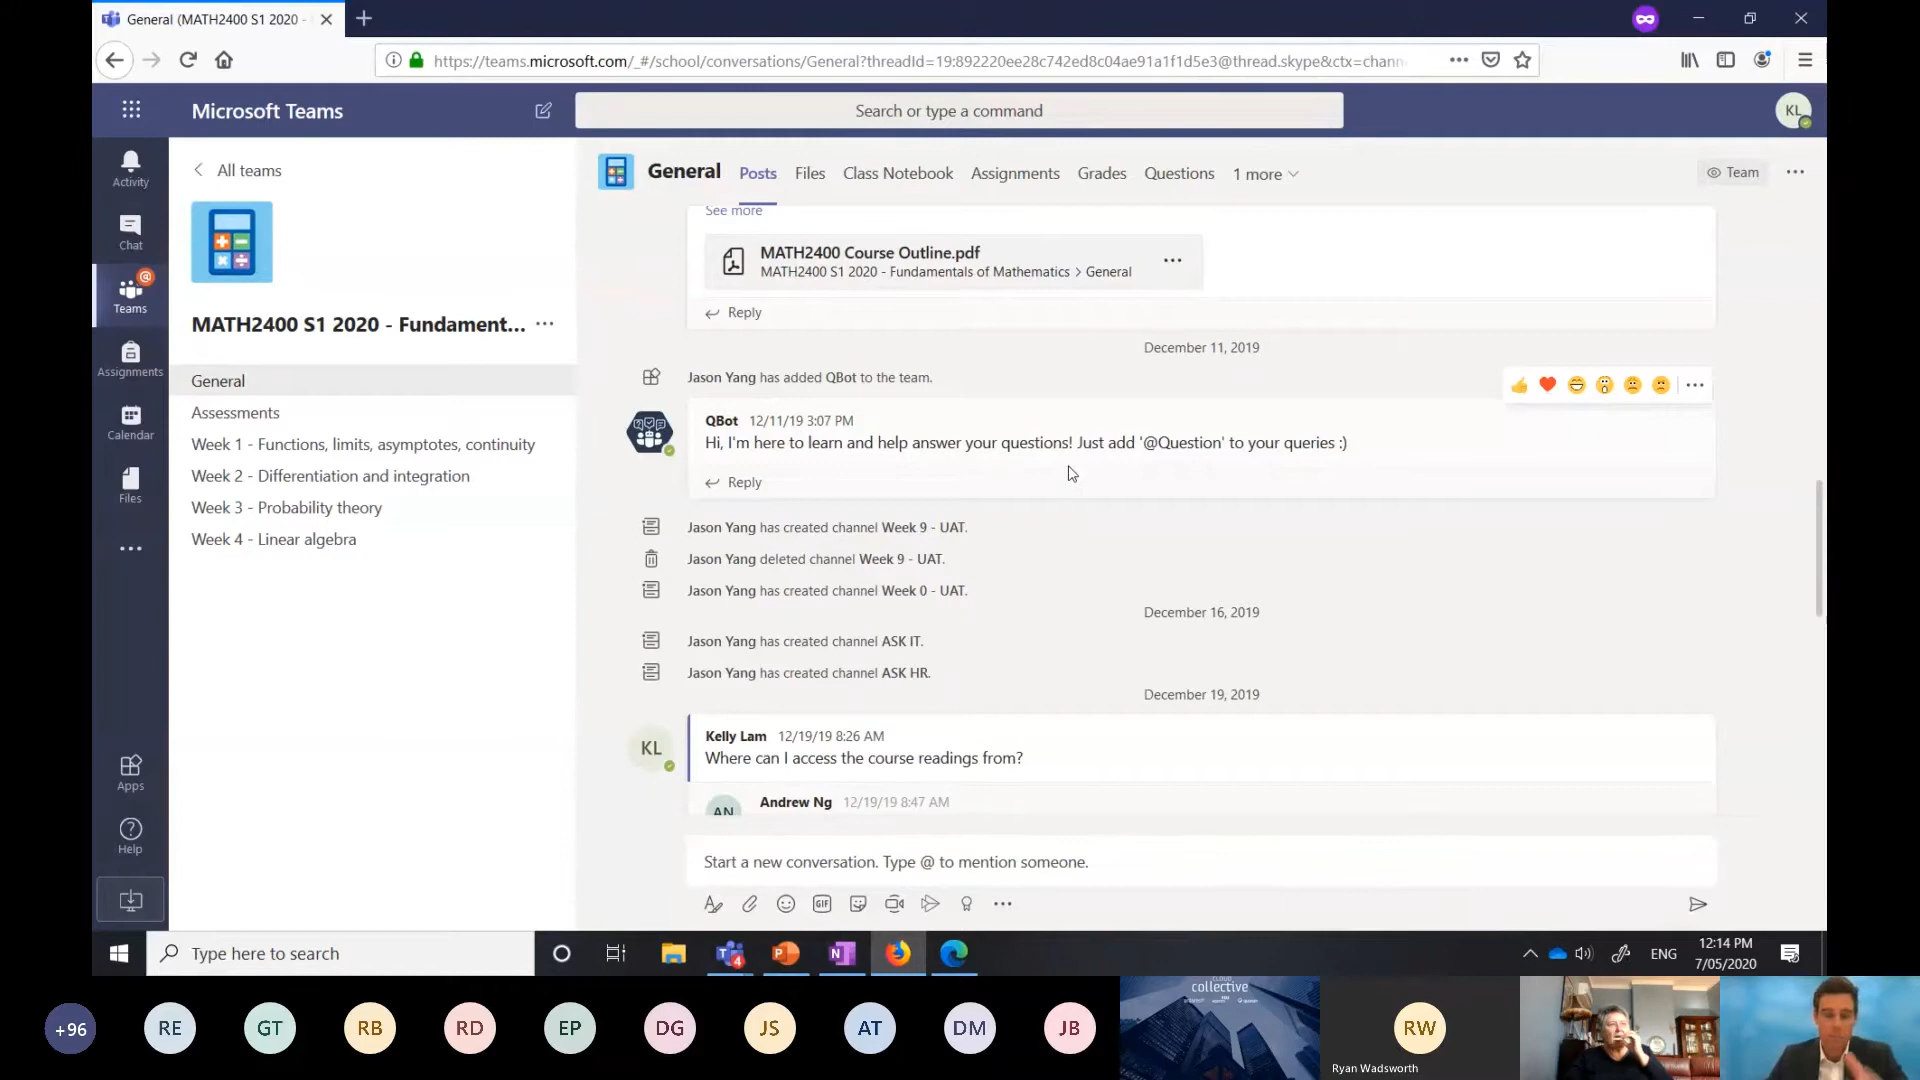 General (MATH2400 S1 2020 -
https://teams.microsoft.com/_#/school/conversations/General?threadId=19:892220ee28c742ed8c04ae91a1f1d5e3@thread.skype&ctx=chann
Microsoft Teams
Search or type a command
KL
Activity
Chat
Teams
Assignments
Calendar
Files
Apps
Help
All teams
MATH2400 S1 2020 - Fundament...
General
Assessments
Week 1 - Functions, limits, asymptotes, continuity
Week 2 - Differentiation and integration
Week 3 - Probability theory
Week 4 - Linear algebra
General Posts Files Class Notebook Assignments Grades Questions 1 more
Team
See more
MATH2400 Course Outline.pdf
MATH2400 S1 2020 - Fundamentals of Mathematics > General
Reply
December 11, 2019
Jason Yang has added QBot to the team.
QBot 12/11/19 3:07 PM
Hi, I'm here to learn and help answer your questions! Just add '@Question' to your queries :)
Reply
Jason Yang has created channel Week 9 - UAT.
Jason Yang deleted channel Week 9 - UAT.
Jason Yang has created channel Week 0 - UAT.
December 16, 2019
Jason Yang has created channel ASK IT.
Jason Yang has created channel ASK HR.
December 19, 2019
KL
Kelly Lam 12/19/19 8:26 AM
Where can I access the course readings from?
AN
Andrew Ng 12/19/19 8:47 AM
Start a new conversation. Type @ to mention someone.
GIF
Type here to search
4
ENG
12:14 PM
7/05/2020
+96 RE GT RB RD EP DG JS AT DM JB
collective
RW
Ryan Wadsworth